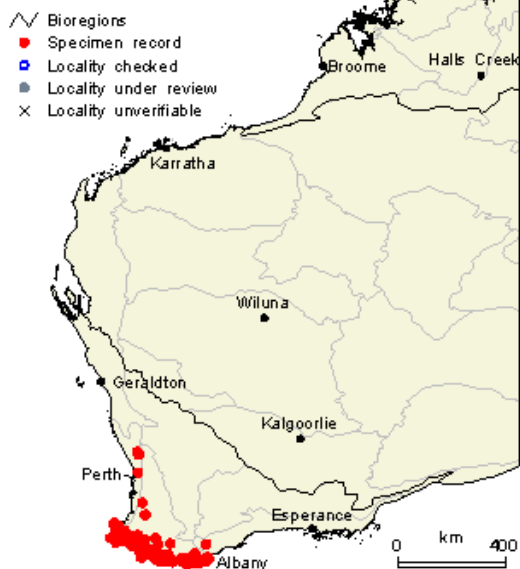 Bioregions
Specimen record
Locality checked
Locality under review
Locality unverifiable
Broome
Halls Creek
Karratha
Wiluna
Geraldton
Kalgoorlie
Perth
Esperance
Albany
km
0 400